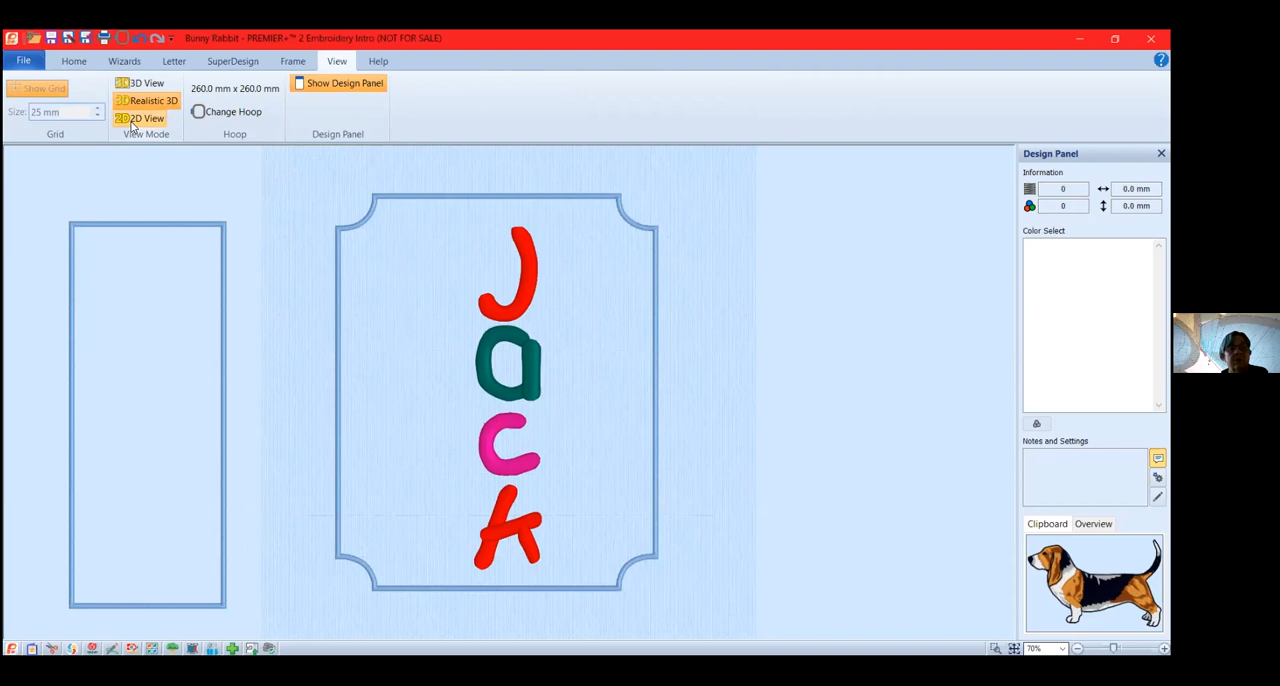 Bunny Rabbit - PREMIER+™ 2 Embroidery Intro (NOT FOR SALE)
File Home Wizards Letter SuperDesign Frame View Help
Show Grid
Size: 25 mm
Grid
3D 3D View
3D Realistic 3D
2D 2D View
View Mode
260.0 mm x 260.0 mm
Change Hoop
Hoop
Show Design Panel
Design Panel
J
a
c
k
Design Panel
Information
0 0.0 mm
0 0.0 mm
Color Select
Notes and Settings
Clipboard Overview
70%